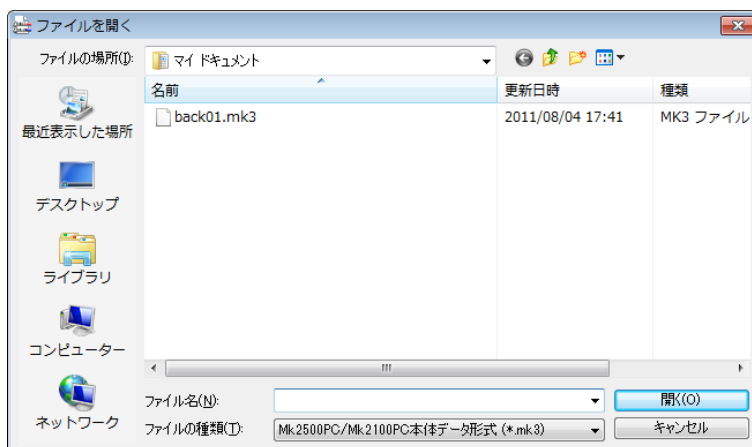 ファイルを開く
ファイルの場所(I):
マイ ドキュメント
名前
更新日時
種類
back01.mk3
2011/08/04 17:41
MK3 ファイル
最近表示した場所
デスクトップ
ライブラリ
コンピューター
ネットワーク
ファイル名(N):
開く(O)
ファイルの種類(T):
Mk2500PC/Mk2100PC本体データ形式 (*.mk3)
キャンセル